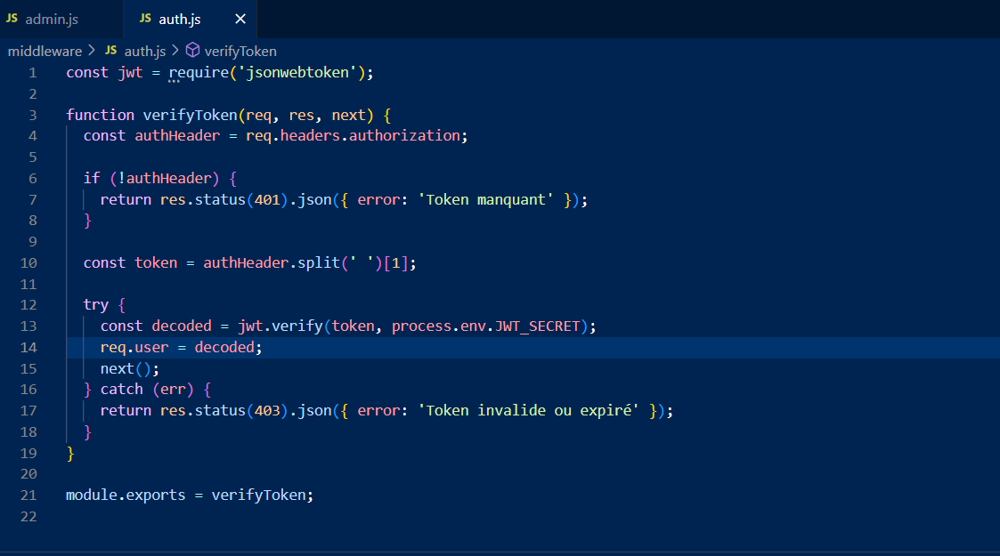 JS admin.js JS auth.js ×
middleware > JS auth.js > verifyToken
1 const jwt = require('jsonwebtoken');
2
3 function verifyToken(req, res, next) {
4 const authHeader = req.headers.authorization;
5
6 if (!authHeader) {
7 return res.status(401).json({ error: 'Token manquant' });
8 }
9
10 const token = authHeader.split(' ')[1];
11
12 try {
13 const decoded = jwt.verify(token, process.env.JWT_SECRET);
14 req.user = decoded;
15 next();
16 } catch (err) {
17 return res.status(403).json({ error: 'Token invalide ou expiré' });
18 }
19 }
20
21 module.exports = verifyToken;
22